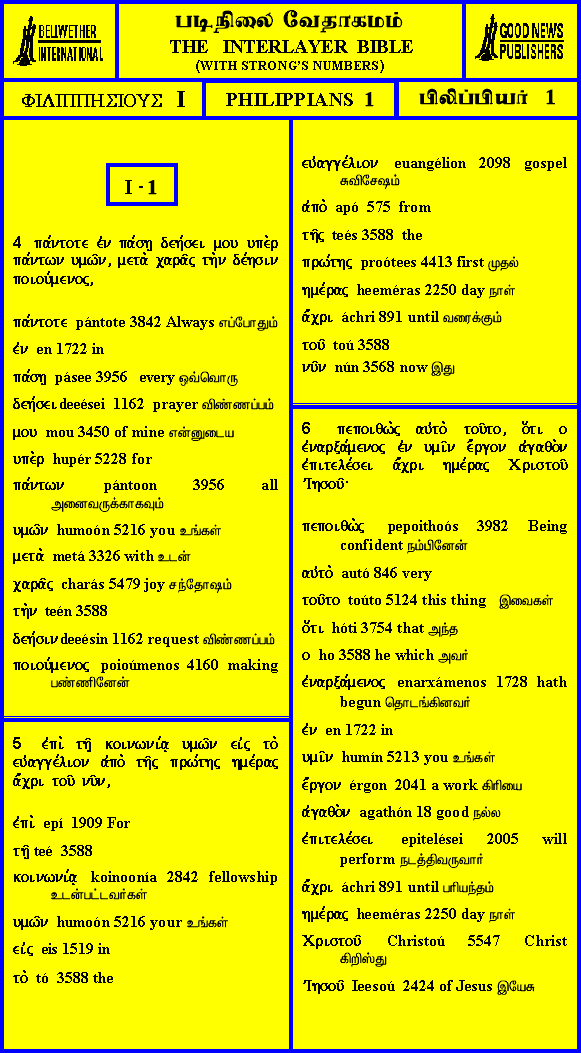 BELLWETHER
INTERNATIONAL
படிநிலை வேதாகமம்
THE INTERLAYER BIBLE
(WITH STRONG'S NUMBERS)
GOOD NEWS
PUBLISHERS
ΦΙΛΙΠΠΗΣΙΟΥΣ I
PHILIPPIANS 1
பிலிப்பியர் 1
I - 1
4 πάντοτε ἐν πάσῃ δεήσει μου υπὲρ
πάντων υμῶν, μετὰ χαρᾶς τὴν δέησιν
ποιούμενος,
πάντοτε pántote 3842 Always எப்போதும்
ἐν en 1722 in
πάσῃ pásee 3956 every ஒவ்வொரு
δεήσει deeései 1162 prayer விண்ணப்பம்
μου mou 3450 of mine என்னுடைய
υπὲρ hupér 5228 for
πάντων pántoon 3956 all
அனைவருக்காகவும்
υμῶν humoón 5216 you உங்கள்
μετὰ metá 3326 with உடன்
χαρᾶς charás 5479 joy சந்தோஷம்
τὴν teén 3588
δεήσιν deeésin 1162 request விண்ணப்பம்
ποιούμενος poioúmenos 4160 making
பண்ணினேன்
5 ἐπὶ τῇ κοινωνίᾳ υμῶν εἰς τὸ
εὐαγγέλιον ἀπὸ τῆς πρώτης ημέρας
ἄχρι τοῦ νῦν,
ἐπὶ epí 1909 For
τῇ teé 3588
κοινωνίᾳ koinoonía 2842 fellowship
உடன்பட்டவர்கள்
υμῶν humoón 5216 your உங்கள்
εἰς eis 1519 in
τὸ tó 3588 the
εὐαγγέλιον euangélion 2098 gospel
சுவிசேஷம்
ἀπὸ apó 575 from
τῆς teés 3588 the
πρώτης proótees 4413 first முதல்
ημέρας heeméras 2250 day நாள்
ἄχρι áchri 891 until வரைக்கும்
τοῦ toú 3588
νῦν nún 3568 now இது
6 πεποιθὼς αὐτὸ τοῦτο, ὅτι ο
ἐναρξάμενος ἐν υμῖν ἔργον ἀγαθὸν
ἐπιτελέσει ἄχρι ημέρας Χριστοῦ
Ἰησοῦ·
πεποιθὼς pepoithoós 3982 Being
confident நம்பினேன்
αὐτὸ autó 846 very
τοῦτο toúto 5124 this thing இவைகள்
ὅτι hóti 3754 that அந்த
ο ho 3588 he which அவர்
ἐναρξάμενος enarxámenos 1728 hath
begun தொடங்கினவர்
ἐν en 1722 in
υμῖν humín 5213 you உங்கள்
ἔργον érgon 2041 a work கிரியை
ἀγαθὸν agathón 18 good நல்ல
ἐπιτελέσει epitelései 2005 will
perform நடத்திவருவார்
ἄχρι áchri 891 until பரியந்தம்
ημέρας heeméras 2250 day நாள்
Χριστοῦ Christoú 5547 Christ
கிறிஸ்து
Ἰησοῦ Ieesoú 2424 of Jesus இயேசு